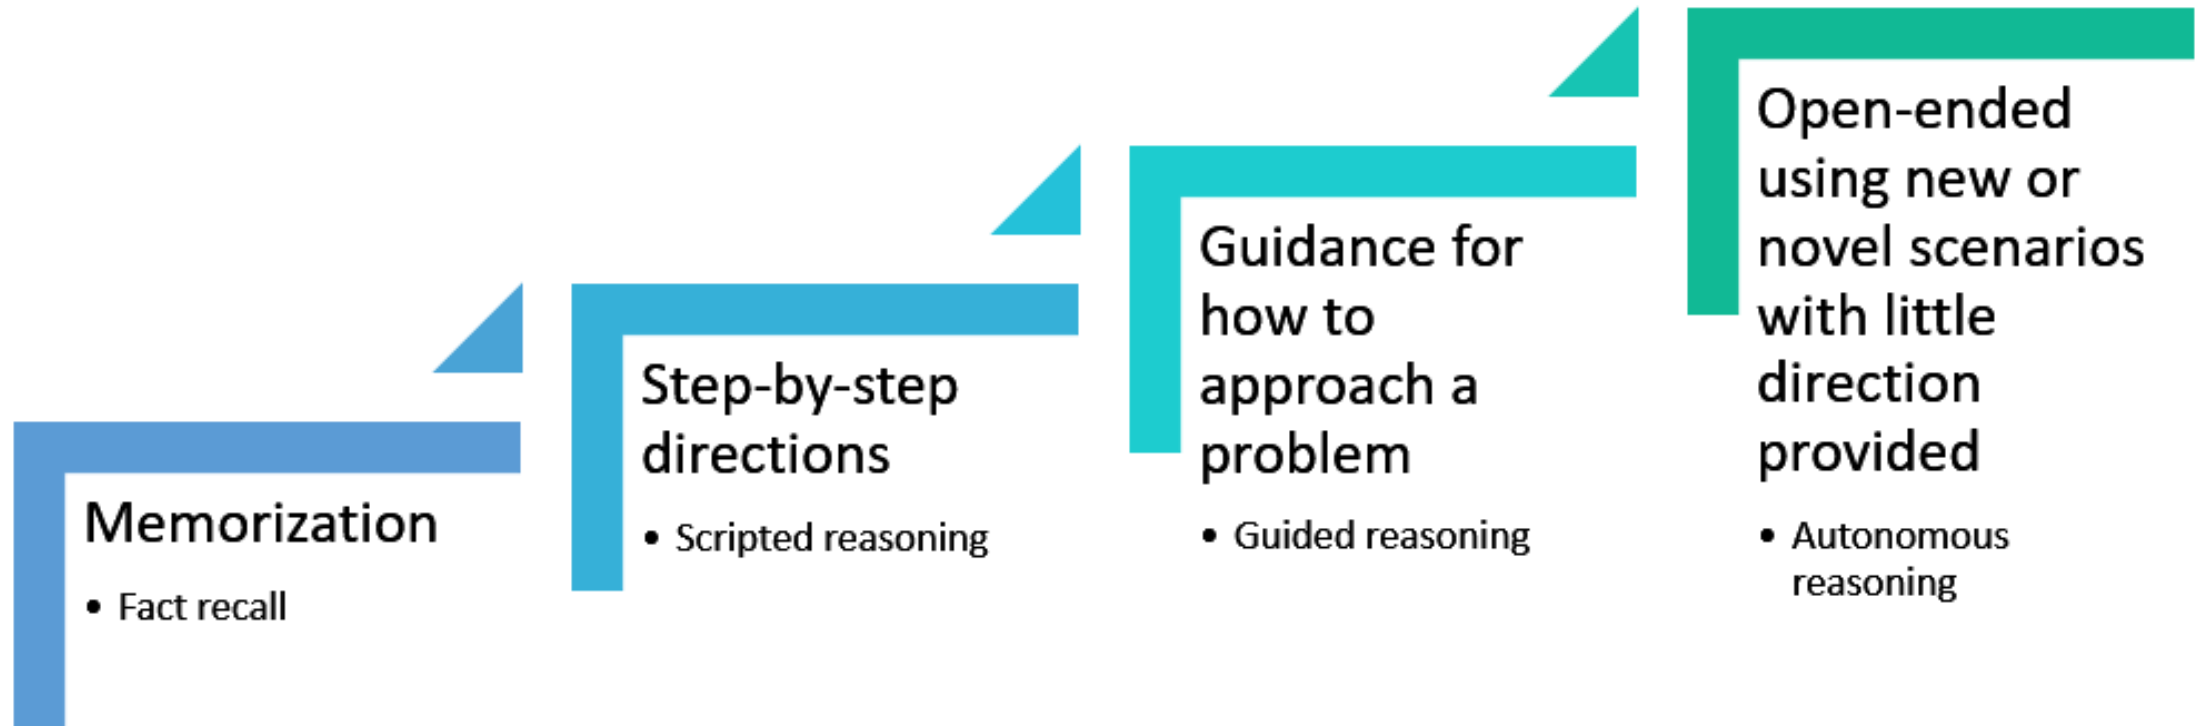 Memorization
• Fact recall
Step-by-step
directions
• Scripted reasoning
Guidance for
how to
approach a
problem
• Guided reasoning
Open-ended
using new or
novel scenarios
with little
direction
provided
• Autonomous
reasoning